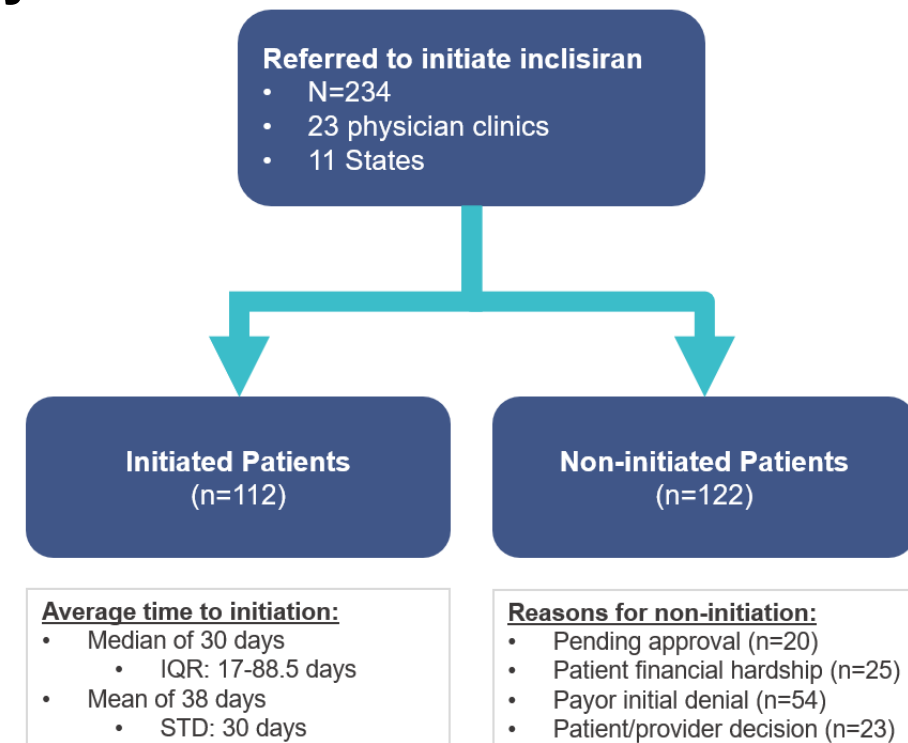 Referred to initiate inclisiran
• N=234
• 23 physician clinics
• 11 States
Initiated Patients
(n=112)
Non-initiated Patients
(n=122)
Average time to initiation:
• Median of 30 days
• IQR: 17-88.5 days
• Mean of 38 days
• STD: 30 days
Reasons for non-initiation:
• Pending approval (n=20)
• Patient financial hardship (n=25)
• Payor initial denial (n=54)
• Patient/provider decision (n=23)